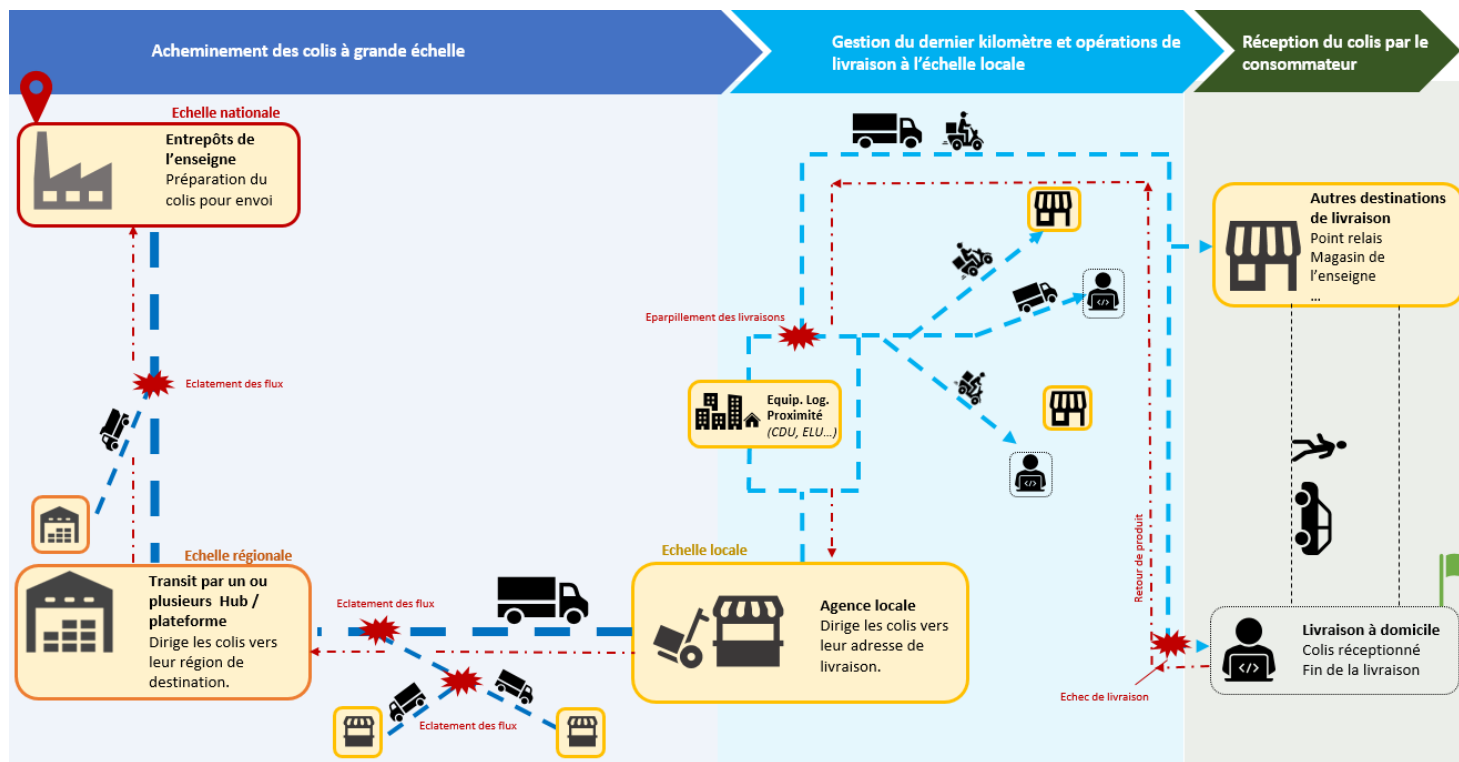 Acheminement des colis à grande échelle
Gestion du dernier kilomètre et opérations de
livraison à l'échelle locale
Réception du colis par le
consommateur
Echelle nationale
Entrepôts de
l'enseigne
Préparation du
colis pour envoi
Autres destinations
de livraison
Point relais
Magasin de
l'enseigne
...
Eparpillement des livraisons
Eclatement des flux
Equip. Log.
Proximité
(CDU, ELU...)
Retour de produit
Echelle régionale
Transit par un ou
plusieurs Hub /
plateforme
Dirige les colis vers
leur région de
destination.
Eclatement des flux
Eclatement des flux
Echelle locale
Agence locale
Dirige les colis vers
leur adresse de
livraison.
Echec de livraison
Livraison à domicile
Colis réceptionné
Fin de la livraison